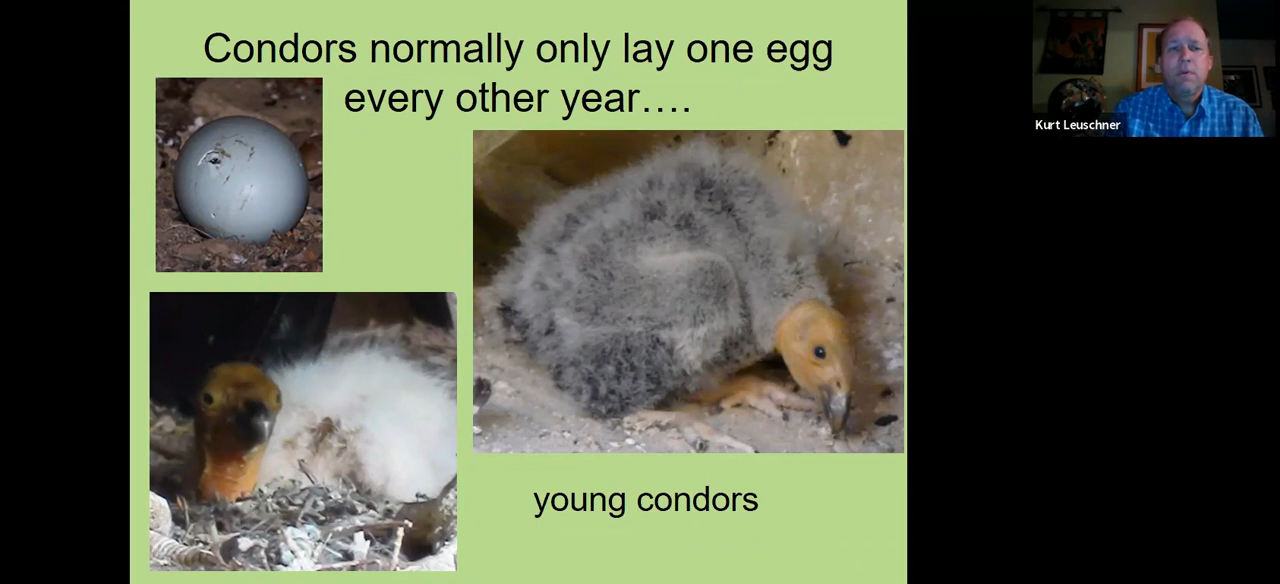 Condors normally only lay one egg
every other year....
Kurt Leuschner
young condors